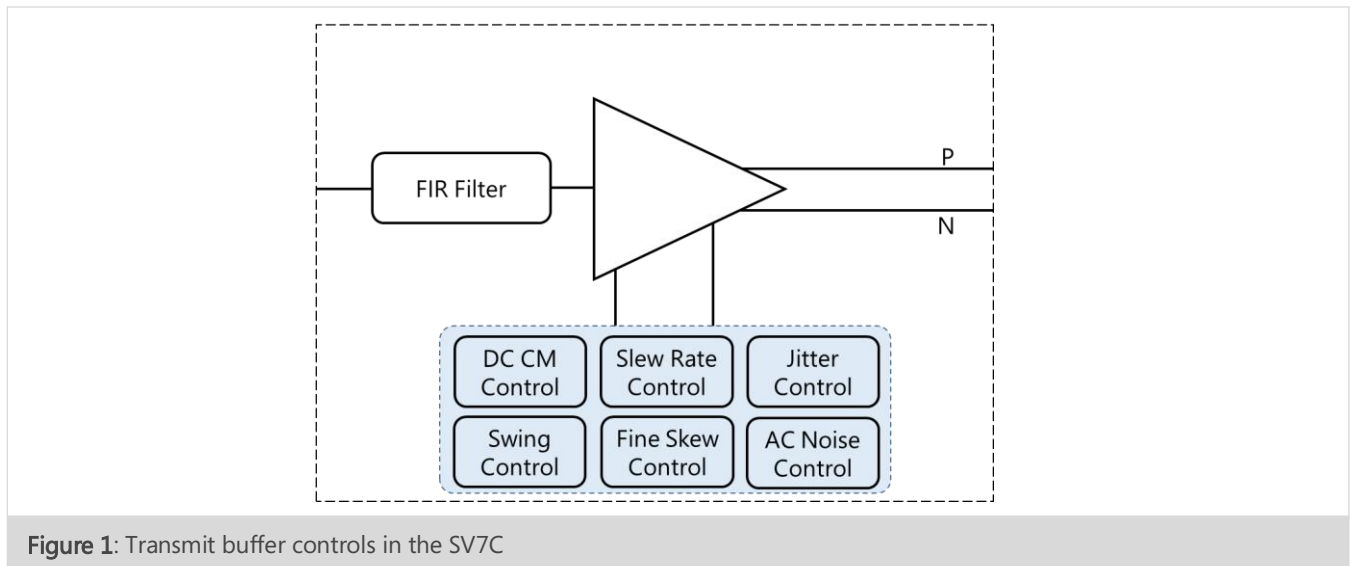 FIR Filter
P
N
DC CM
Control
Slew Rate
Control
Jitter
Control
Swing
Control
Fine Skew
Control
AC Noise
Control
Figure 1: Transmit buffer controls in the SV7C